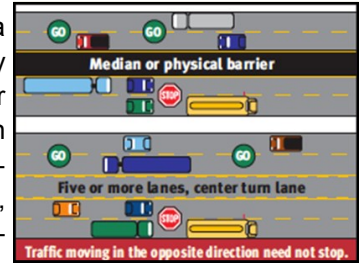 a
GO
GO
y
Median or physical barrier
r
STOP
n
GO
GO
-
Five or more lanes, center turn lane
,
STOP
-
Traffic moving in the opposite direction need not stop.